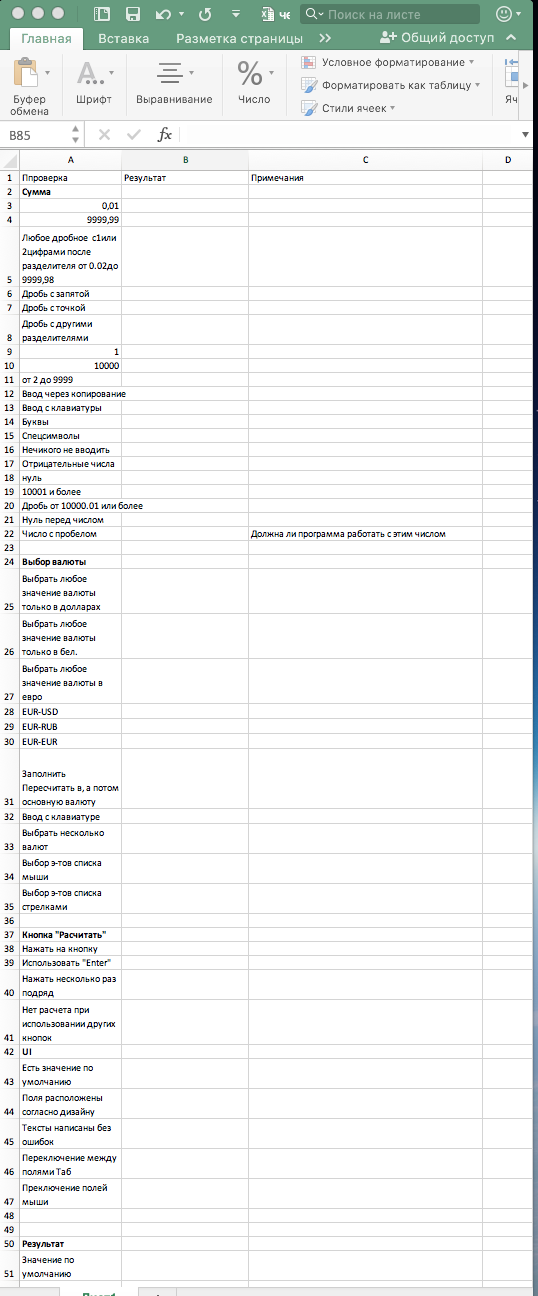 че
Поиск на листе
Главная
Вставка
Разметка страницы
Общий доступ
Буфер
обмена
Шрифт
Выравнивание
%
Число
Условное форматирование
Форматировать как таблицу
Стили ячеек
Яч
B85
fx
A B C D
1 Ппроверка Результат Примечания
2 Сумма
3 0,01
4 9999,99
Любое дробное с1или
2цифрами после
разделителя от 0.02до
5 9999,98
6 Дробь с запятой
7 Дробь с точкой
Дробь с другими
8 разделителями
9 1
10 10000
11 от 2 до 9999
12 Ввод через копирование
13 Ввод с клавиатуры
14 Буквы
15 Спецсимволы
16 Нечикого не вводить
17 Отрицательные числа
18 нуль
19 10001 и более
20 Дробь от 10000.01 или более
21 Нуль перед числом
22 Число с пробелом Должна ли программа работать с этим числом
23
24 Выбор валюты
Выбрать любое
значение валюты
25 только в долларах
Выбрать любое
значение валюты
26 только в бел.
Выбрать любое
значение валюты в
27 евро
28 EUR-USD
29 EUR-RUB
30 EUR-EUR
Заполнить
Пересчитать в, а потом
31 основную валюту
32 Ввод с клавиатуре
Выбрать несколько
33 валют
Выбор э-тов списка
34 мыши
Выбор э-тов списка
35 стрелками
36
37 Кнопка "Расчитать"
38 Нажать на кнопку
39 Использовать "Enter"
Нажать несколько раз
40 подряд
Нет расчета при
использовании других
41 кнопок
42 UI
Есть значение по
43 умолчанию
Поля расположены
44 согласно дизайну
Тексты написаны без
45 ошибок
Переключение между
46 полями Таб
Преключение полей
47 мыши
48
49
50 Результат
Значение по
51 умолчанию